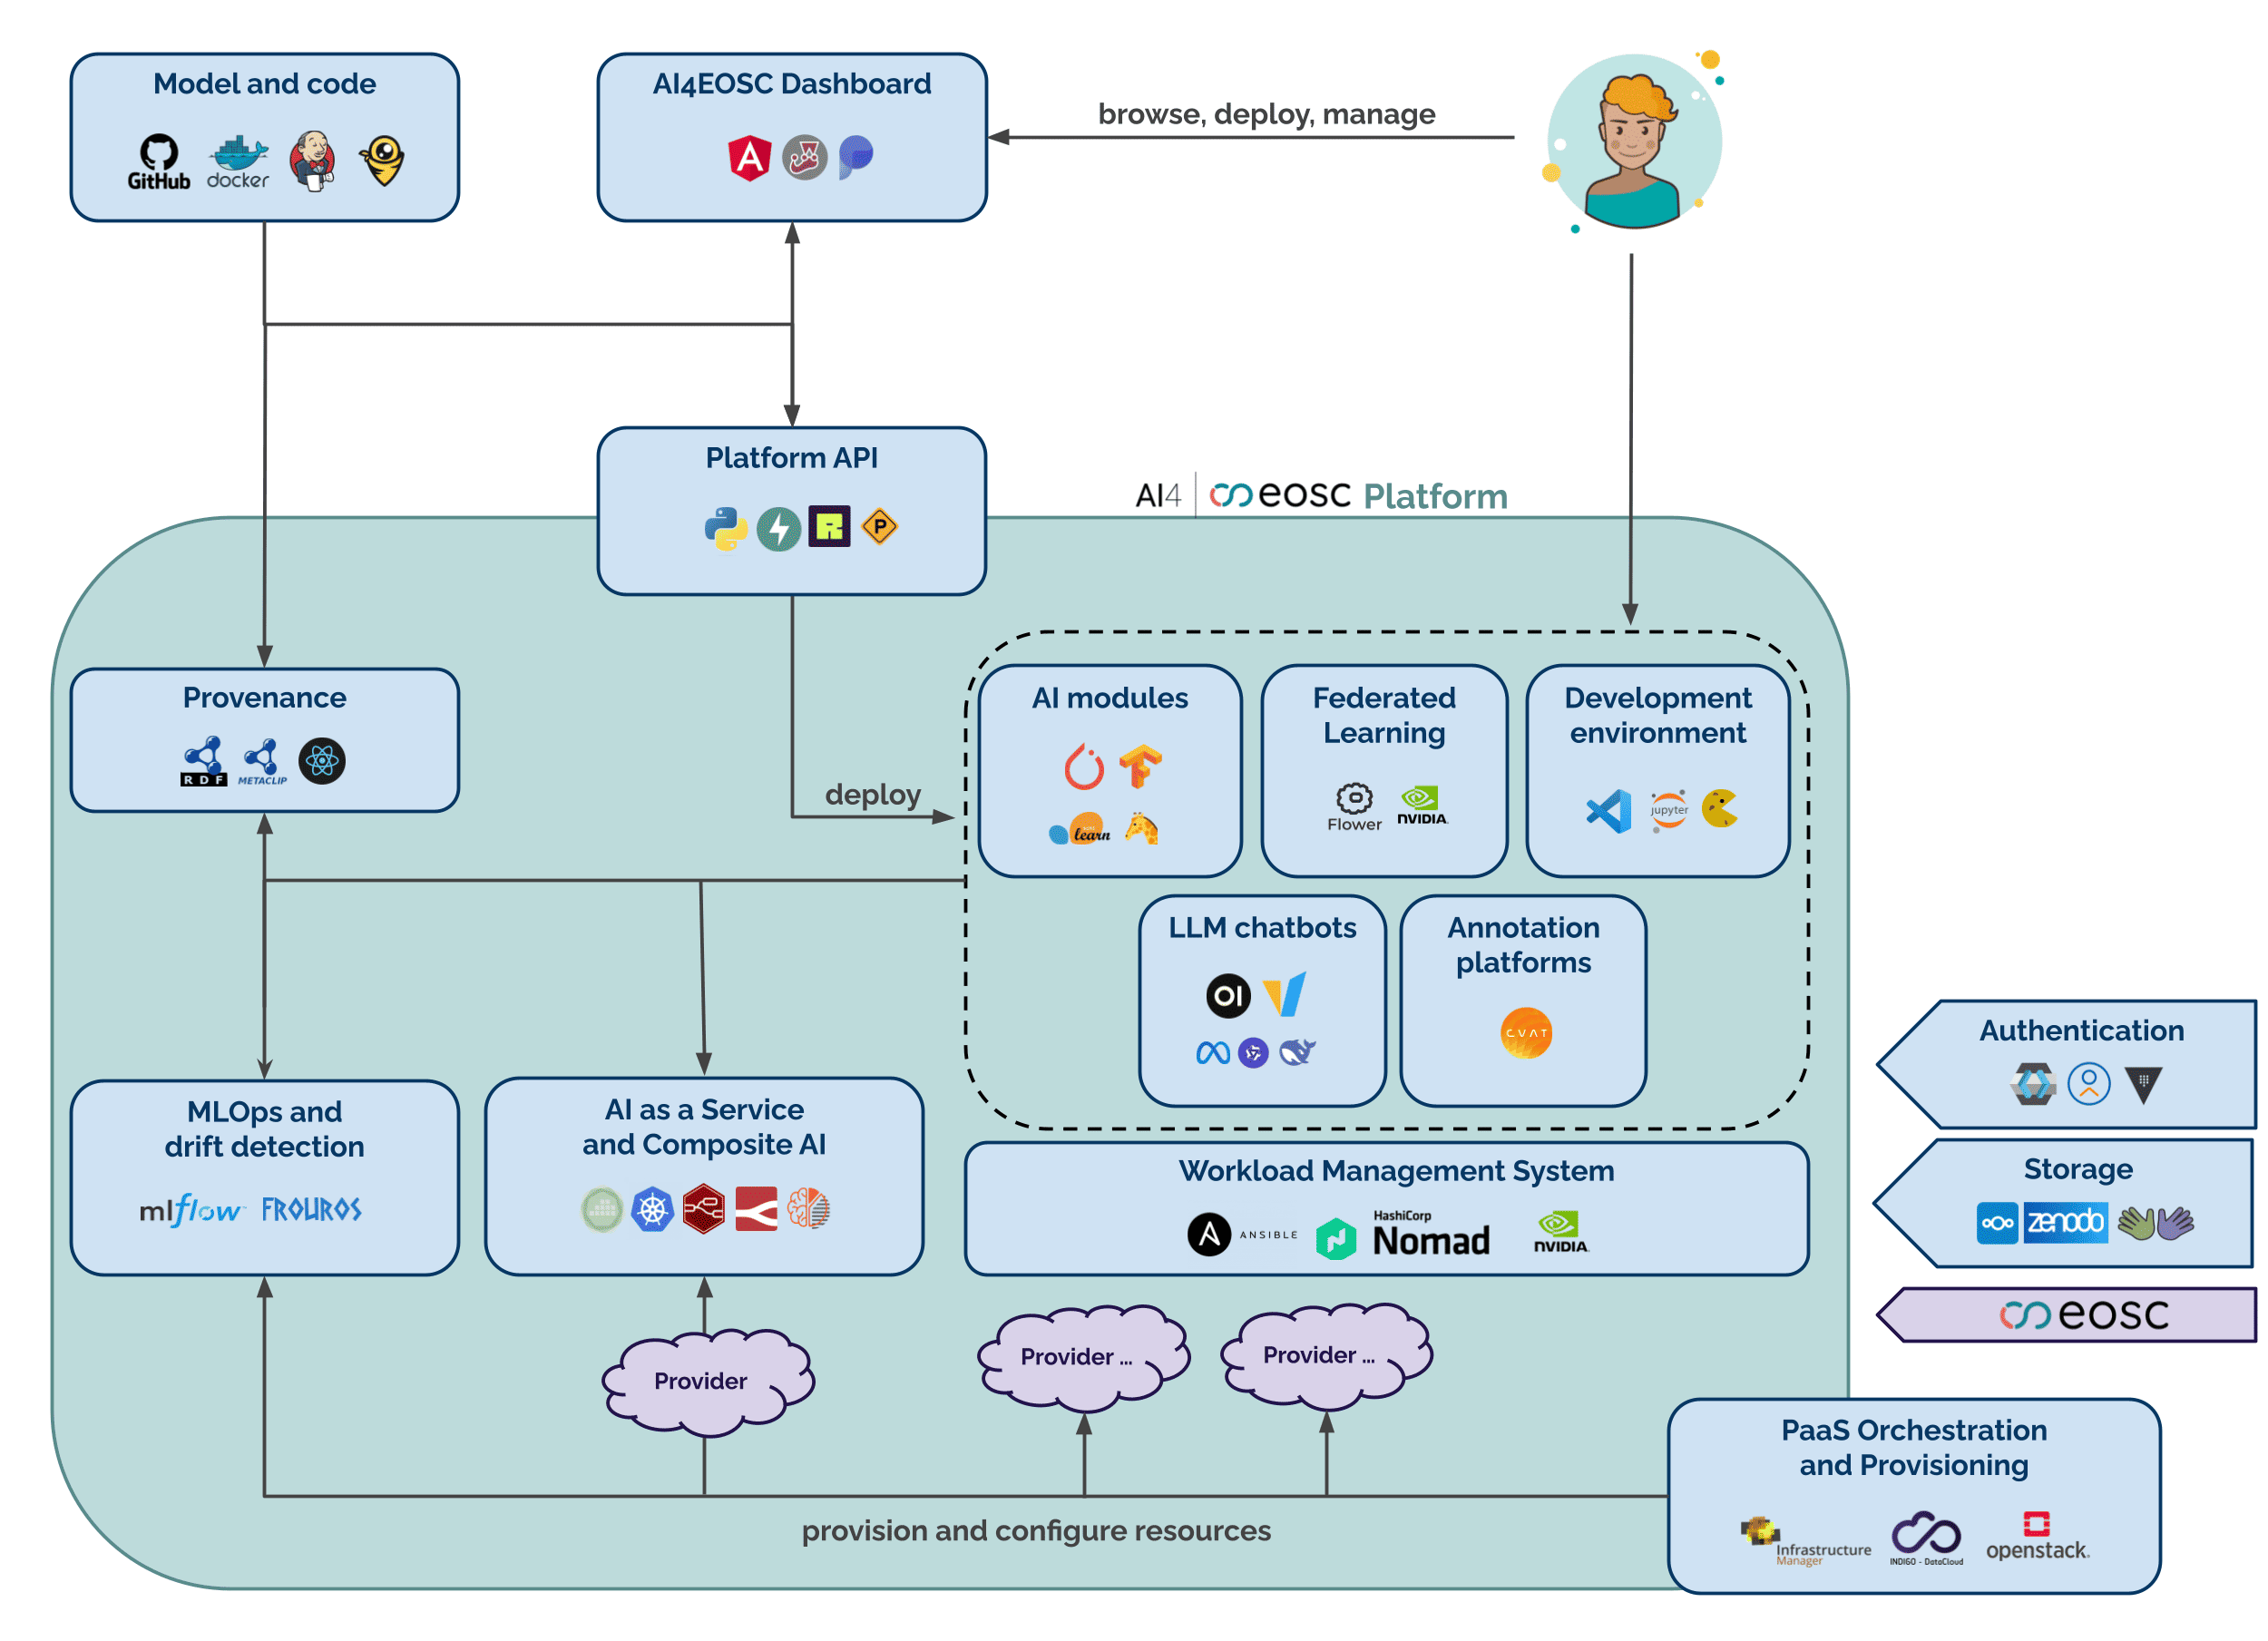 Model and code
GitHub
docker
AI4EOSC Dashboard
browse, deploy, manage
Platform API
P
AI4
eosc Platform
Provenance
RDF
METACLIP
deploy
AI modules
learn
Federated
Learning
Flower
NVIDIA.
Development
environment
jupyter
LLM chatbots
OI
Annotation
platforms
CVAT
MLOps and
drift detection
mlflow
FROUROS
AI as a Service
and Composite AI
Workload Management System
ANSIBLE
HashiCorp
Nomad
NVIDIA.
Authentication
Storage
zenodo
eosc
Provider
Provider ...
Provider ...
provision and configure resources
PaaS Orchestration
and Provisioning
Infrastructure
Manager
INDIGO - DataCloud
openstack.